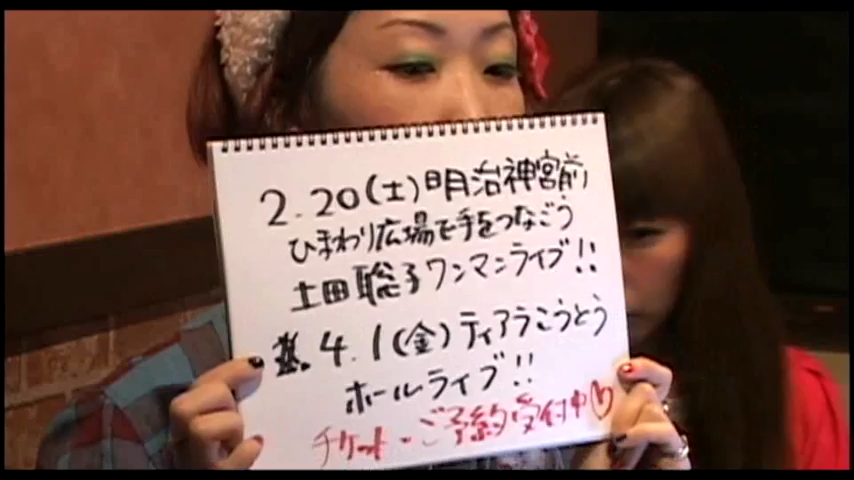 2.20(土)明治神宮前
ひまわり広場で手をつなごう
土田聡子ワンマンライブ!!
4.1(金)ティアラこうとう
ホールライブ!!
チケット・ご予約受付中♡